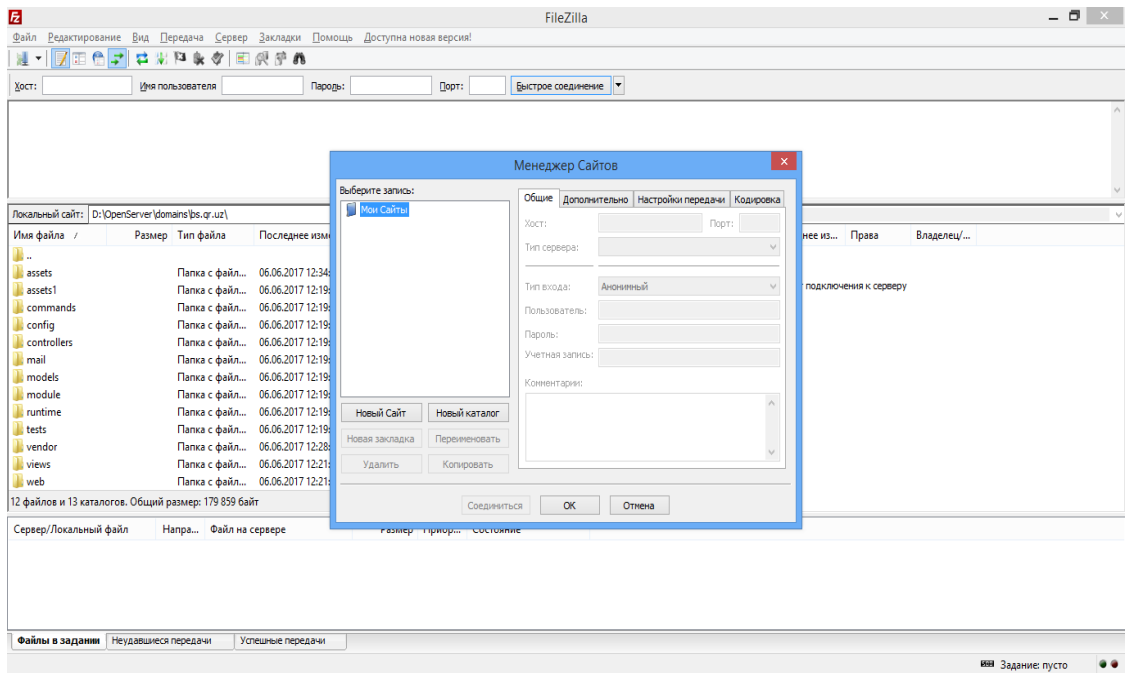 FileZilla
Файл Редактирование Вид Передача Сервер Закладки Помощь Доступна новая версия!
Хост: Имя пользователя Пароль: Порт: Быстрое соединение
Менеджер Сайтов
Выберите запись:
Мои Сайты
Новый Сайт Новый каталог
Новая закладка Переименовать
Удалить Копировать
Общие Дополнительно Настройки передачи Кодировка
Хост: Порт:
Тип сервера:
Тип входа: Анонимный
Пользователь:
Пароль:
Учетная запись:
Комментарии:
Соединиться OK Отмена
Локальный сайт: D:\OpenServer\domains\bs.qr.uz\
Имя файла / Размер Тип файла Последнее изме
..
assets Папка с файл... 06.06.2017 12:34:
assets1 Папка с файл... 06.06.2017 12:19:
commands Папка с файл... 06.06.2017 12:19:
config Папка с файл... 06.06.2017 12:19:
controllers Папка с файл... 06.06.2017 12:19:
mail Папка с файл... 06.06.2017 12:19:
models Папка с файл... 06.06.2017 12:19:
module Папка с файл... 06.06.2017 12:19:
runtime Папка с файл... 06.06.2017 12:19:
tests Папка с файл... 06.06.2017 12:19:
vendor Папка с файл... 06.06.2017 12:28:
views Папка с файл... 06.06.2017 12:21:
web Папка с файл... 06.06.2017 12:21:
12 файлов и 13 каталогов. Общий размер: 179 859 байт
нее из... Права Владелец/...
подключения к серверу
Сервер/Локальный файл Напра... Файл на сервере Размер Приор... Состояние
Файлы в задании Неудавшиеся передачи Успешные передачи
Задание: пусто